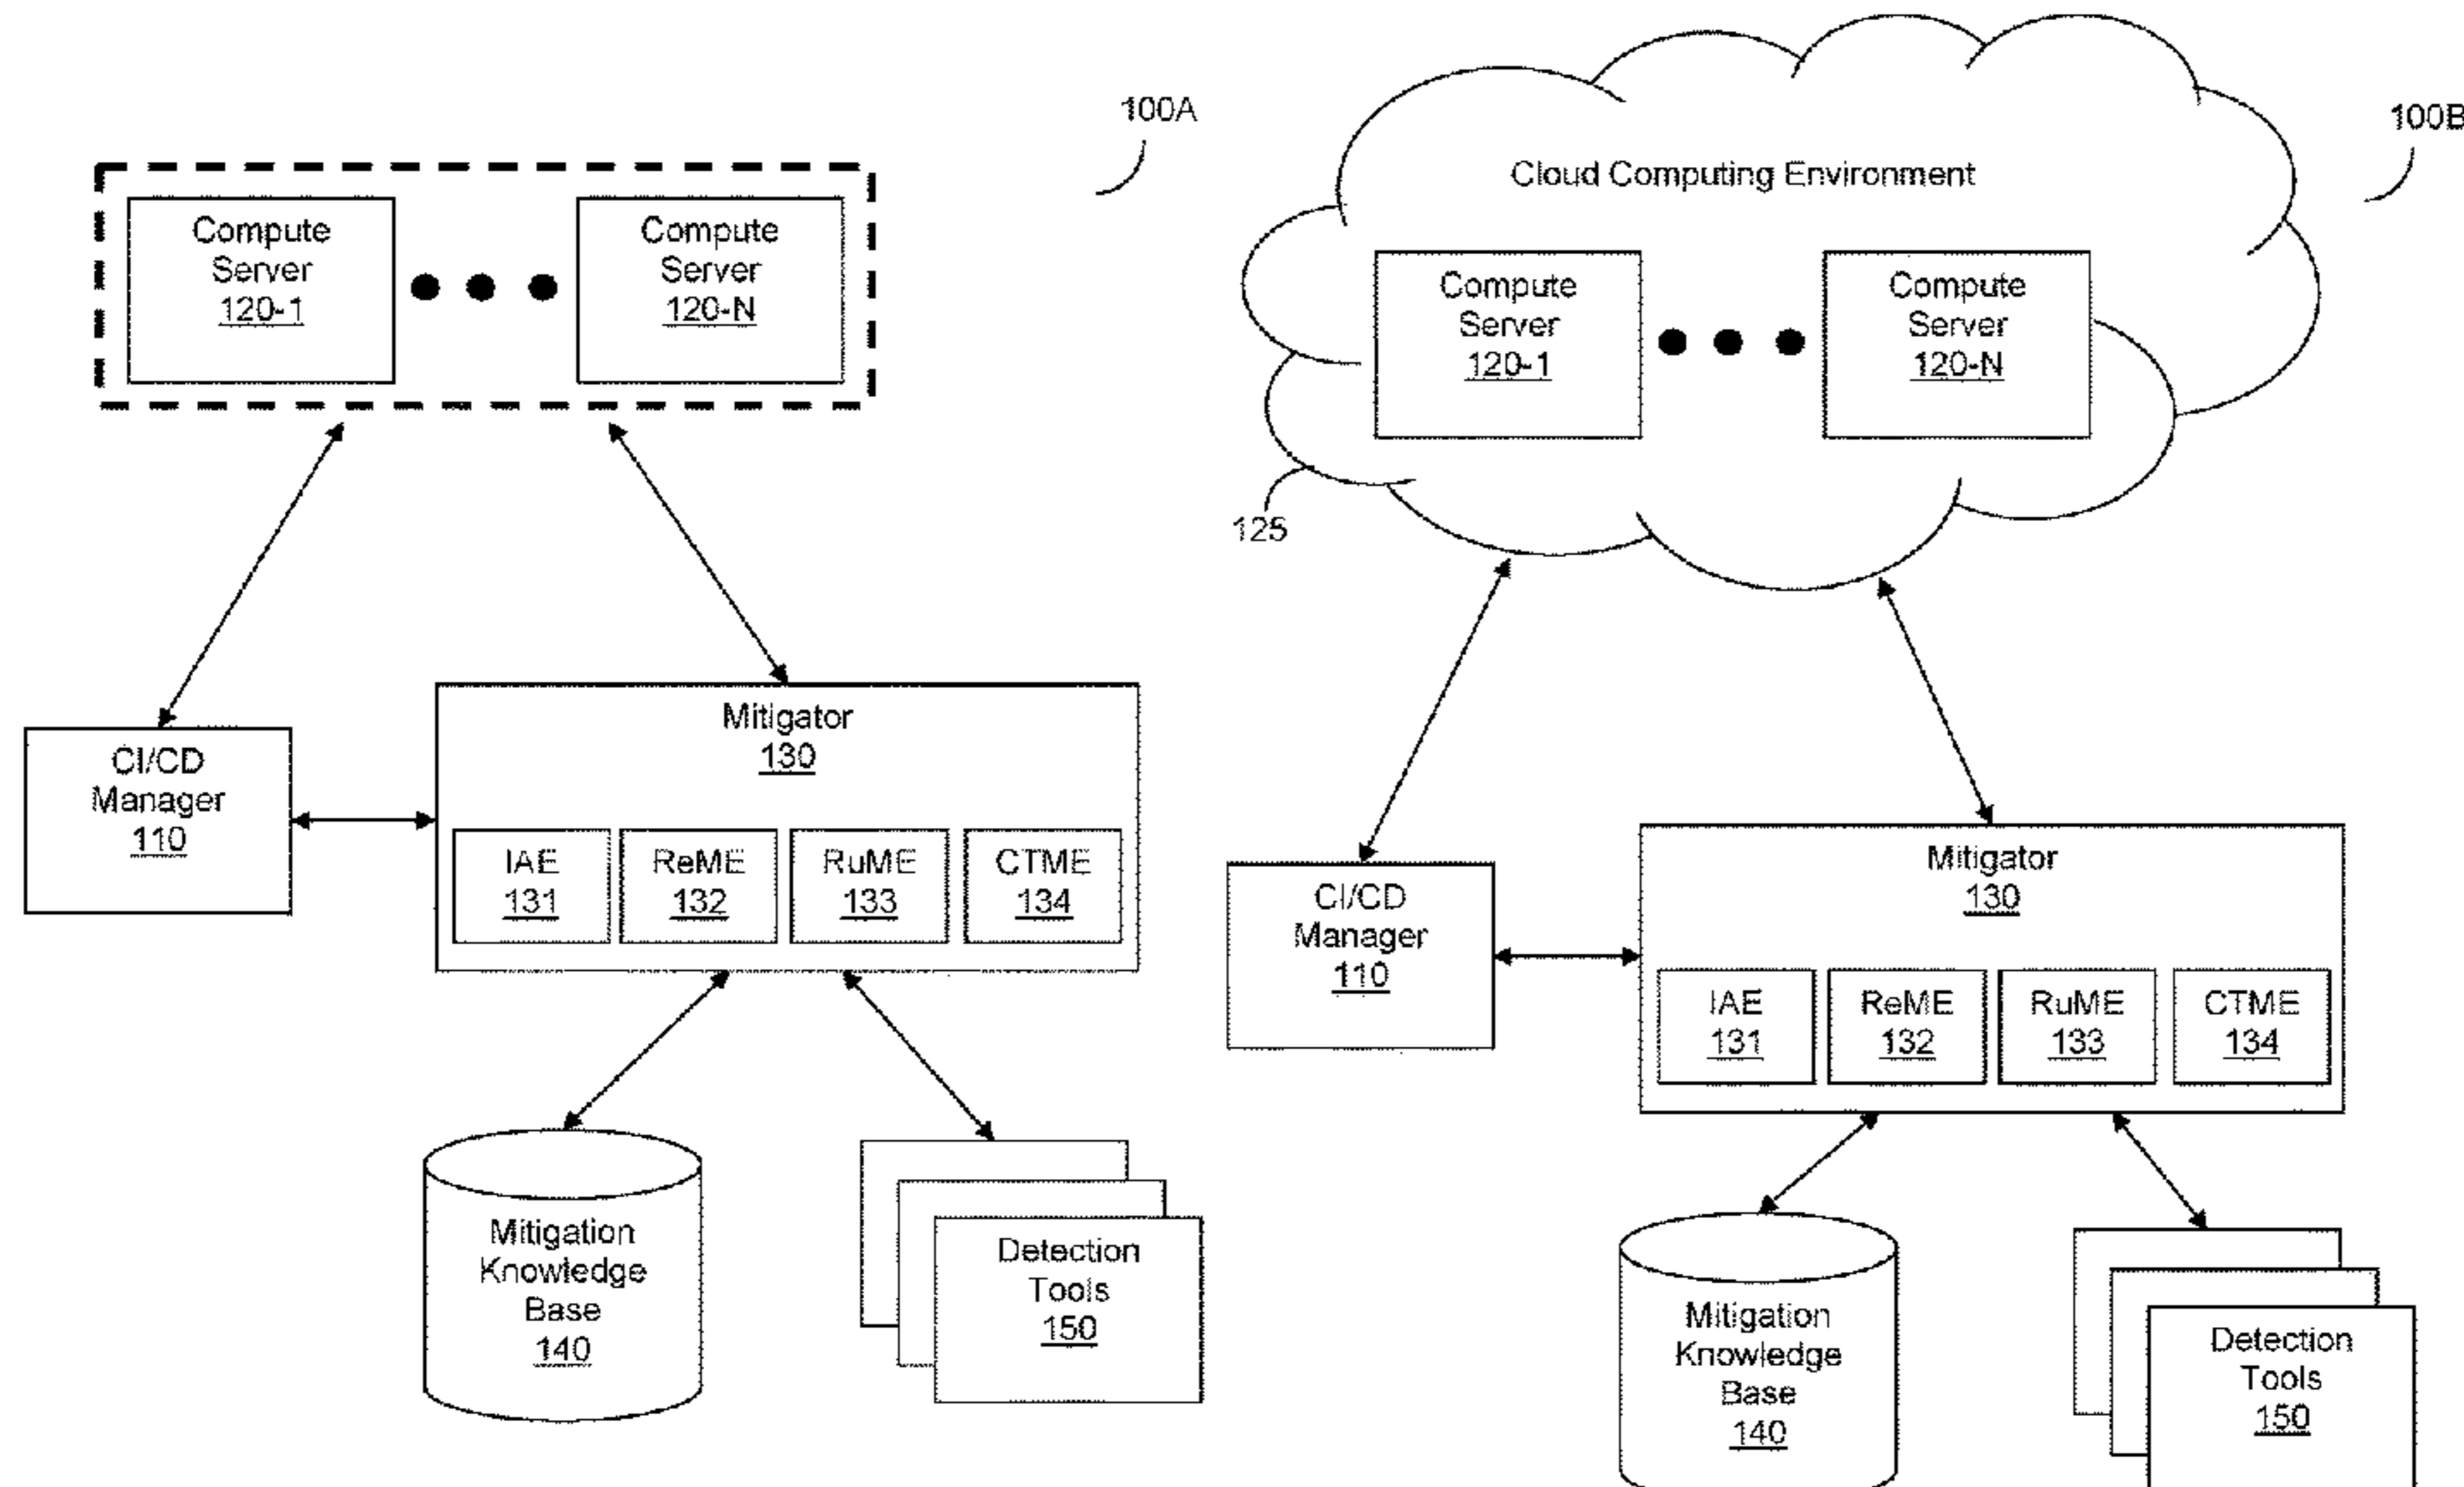 100A
Compute
Server
120-1
Compute
Server
120-N
CI/CD
Manager
110
Mitigator
130
IAE
131
ReME
132
RuME
133
CTME
134
Mitigation
Knowledge
Base
140
Detection
Tools
150
100B
Cloud Computing Environment
Compute
Server
120-1
Compute
Server
120-N
125
CI/CD
Manager
110
Mitigator
130
IAE
131
ReME
132
RuME
133
CTME
134
Mitigation
Knowledge
Base
140
Detection
Tools
150